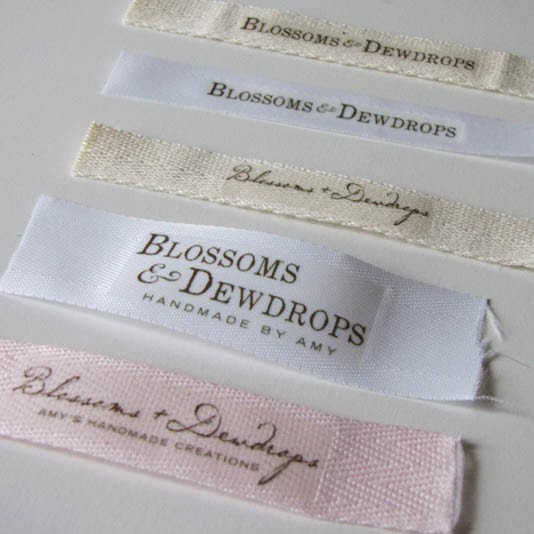 BLOSSOMS & DEWDROPS
BLOSSOMS & DEWDROPS
Blossoms + Dewdrops
BLOSSOMS
& DEWDROPS
HANDMADE BY AMY
Blossoms + Dewdrops
AMY'S HANDMADE CREATIONS